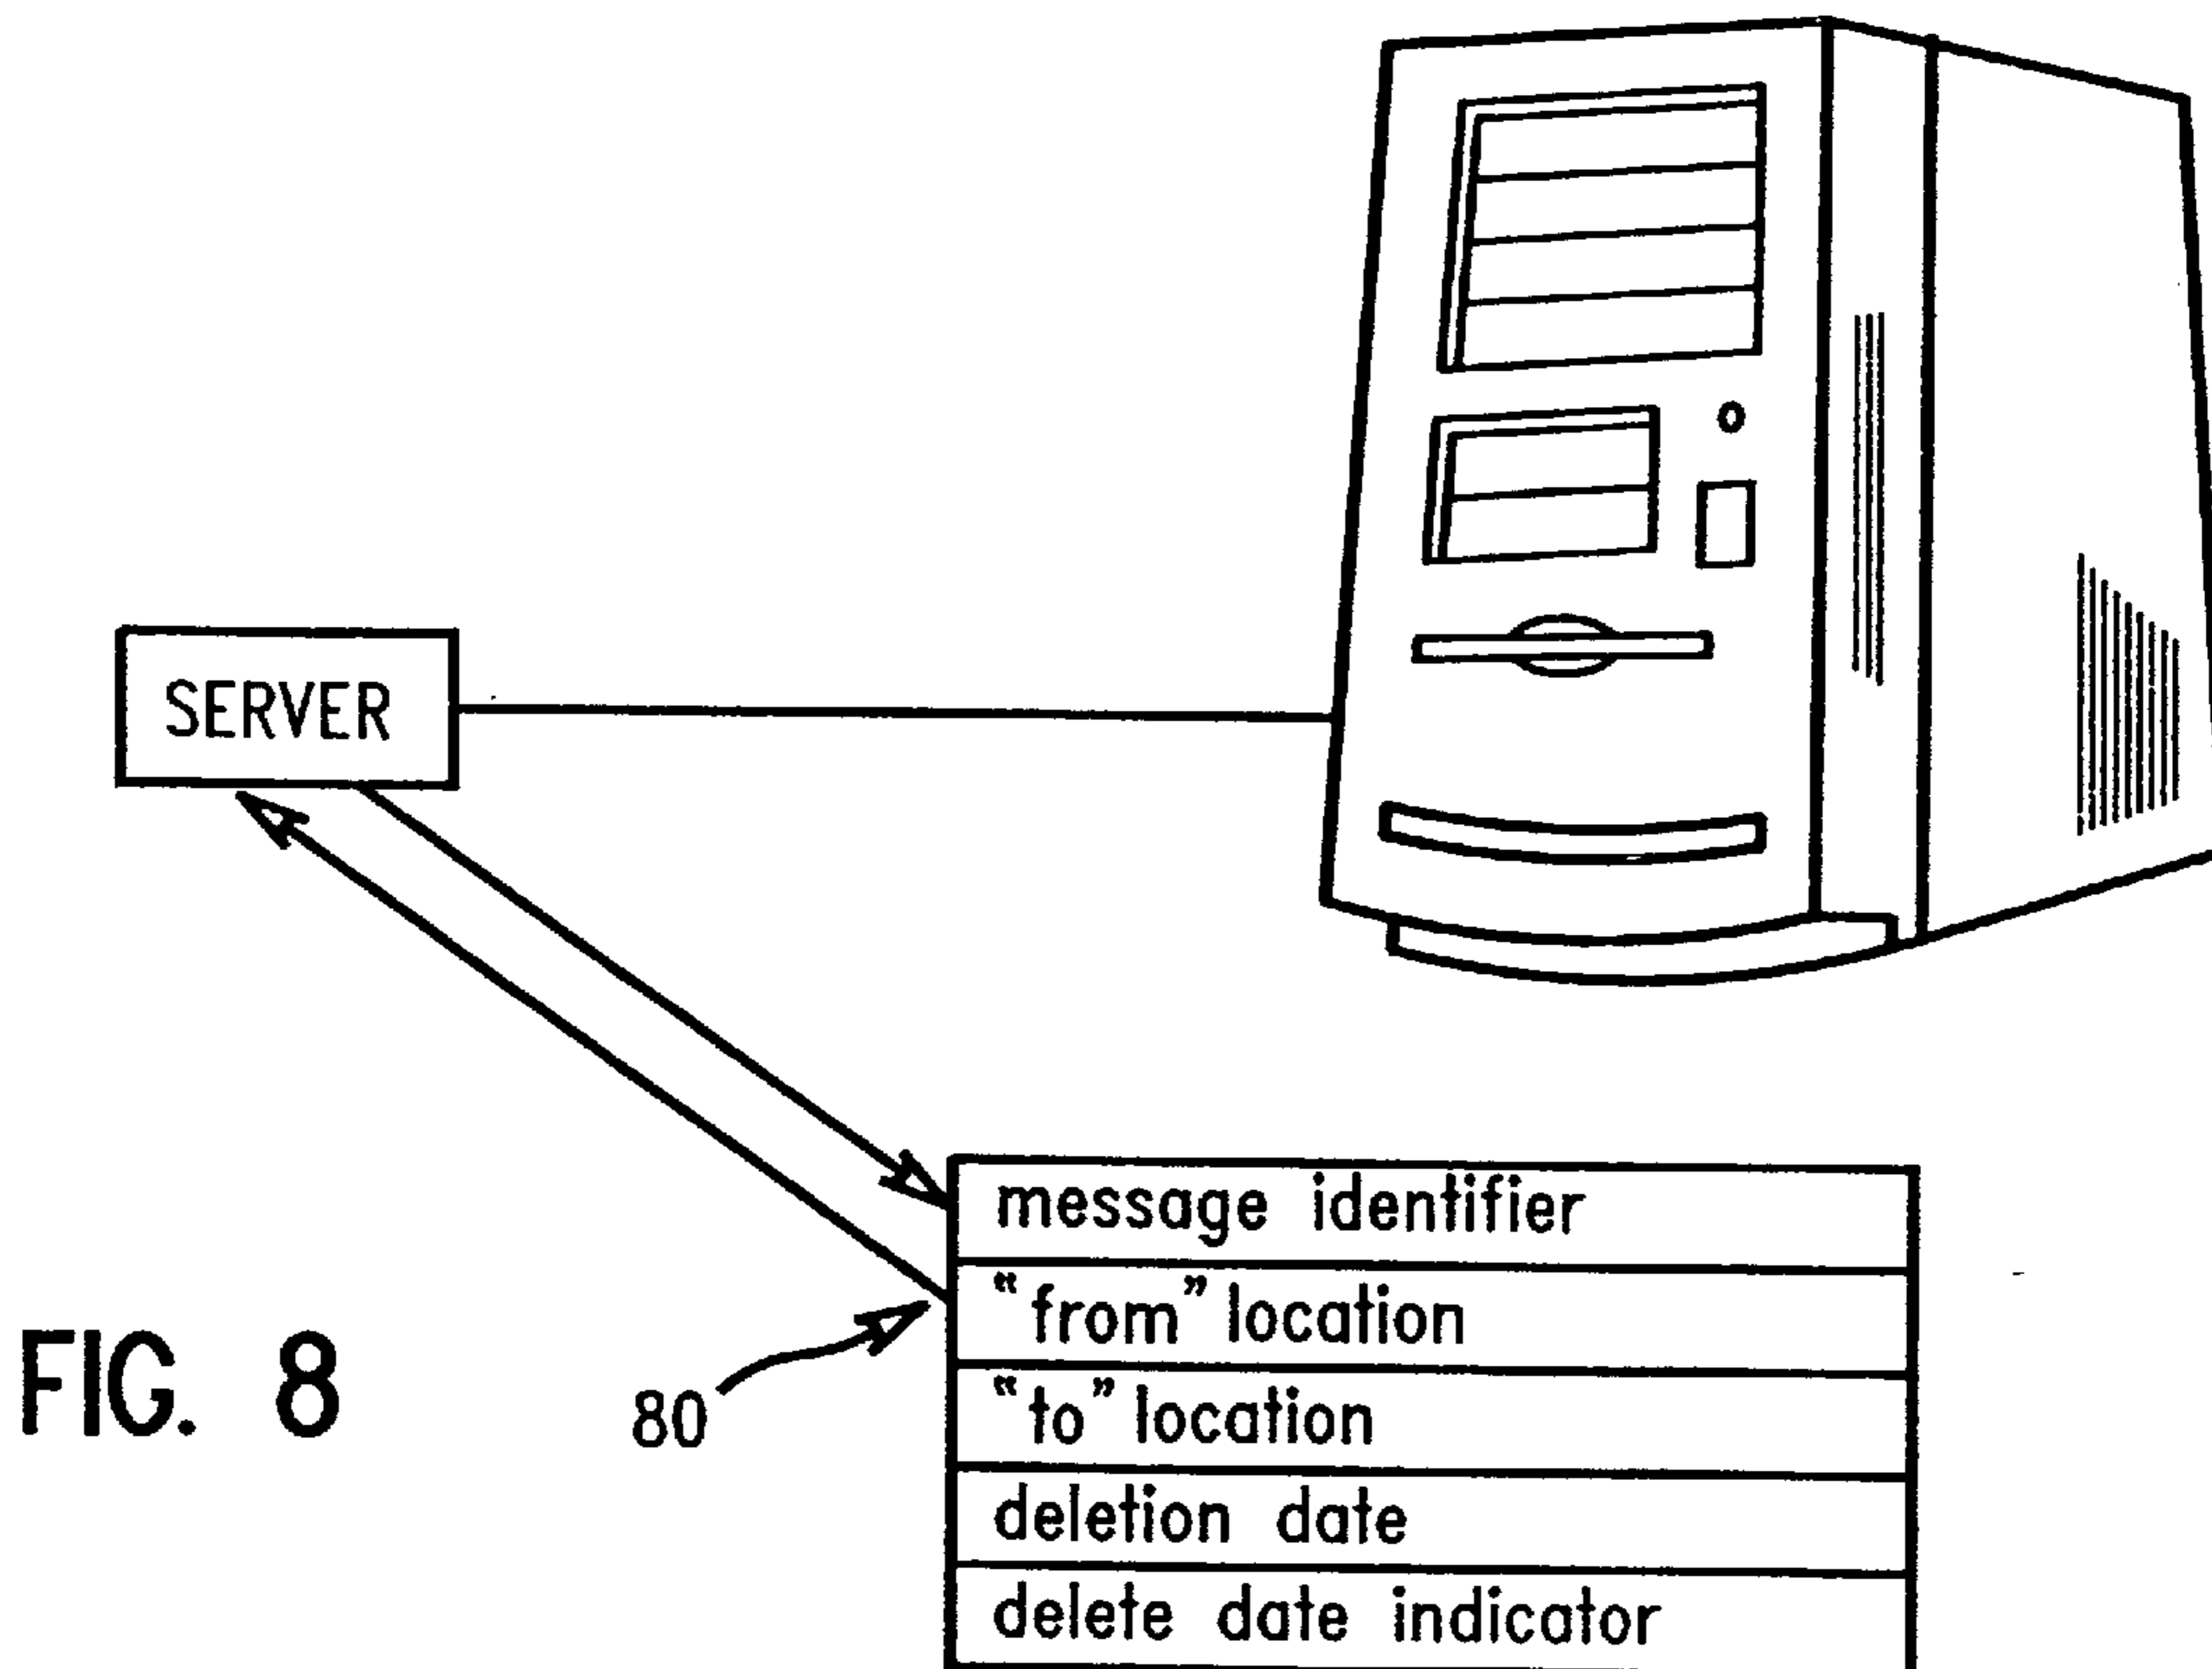 SERVER
message identifier
“from” location
“to” location
deletion date
delete date indicator
80
FIG. 8